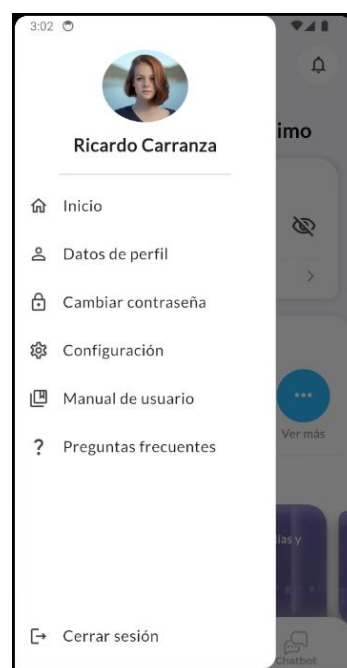 3:02
imo
Ricardo Carranza
Inicio
Datos de perfil
Cambiar contraseña
Configuración
Manual de usuario
Ver más
? Preguntas frecuentes
ías y
Cerrar sesión
Chatbot